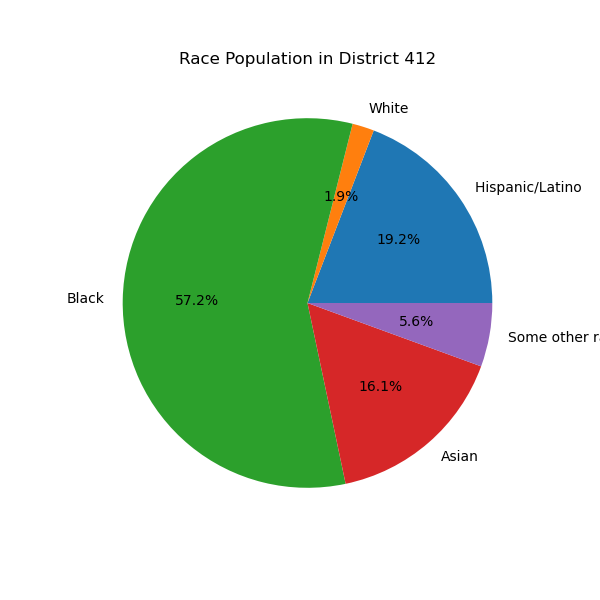 Race Population in District 412
White
1.9%
Hispanic/Latino
19.2%
Black
57.2%
5.6%
Some other
16.1%
Asian